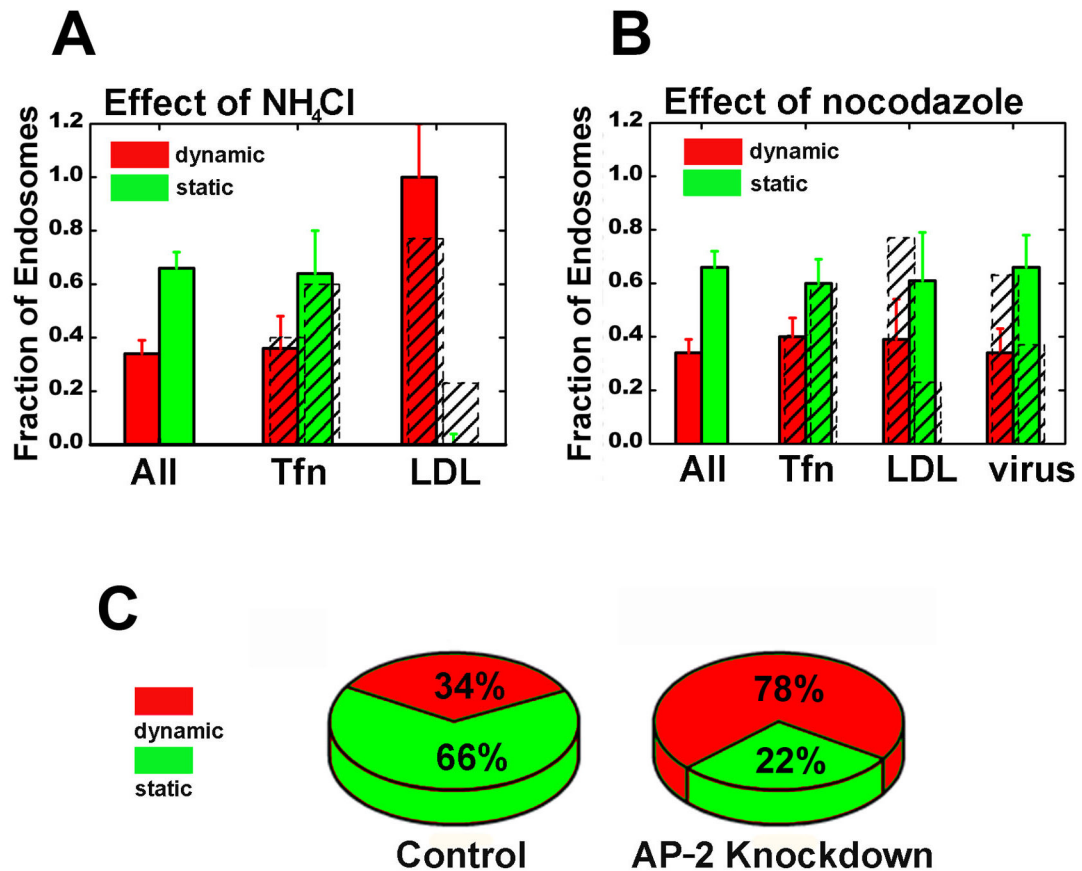 A
Effect of NH₄Cl
Fraction of Endosomes
1.2
1.0
0.8
0.6
0.4
0.2
0.0
dynamic
static
All Tfn LDL
B
Effect of nocodazole
Fraction of Endosomes
1.2
1.0
0.8
0.6
0.4
0.2
0.0
dynamic
static
All Tfn LDL virus
C
dynamic
static
34%
66%
Control
78%
22%
AP-2 Knockdown